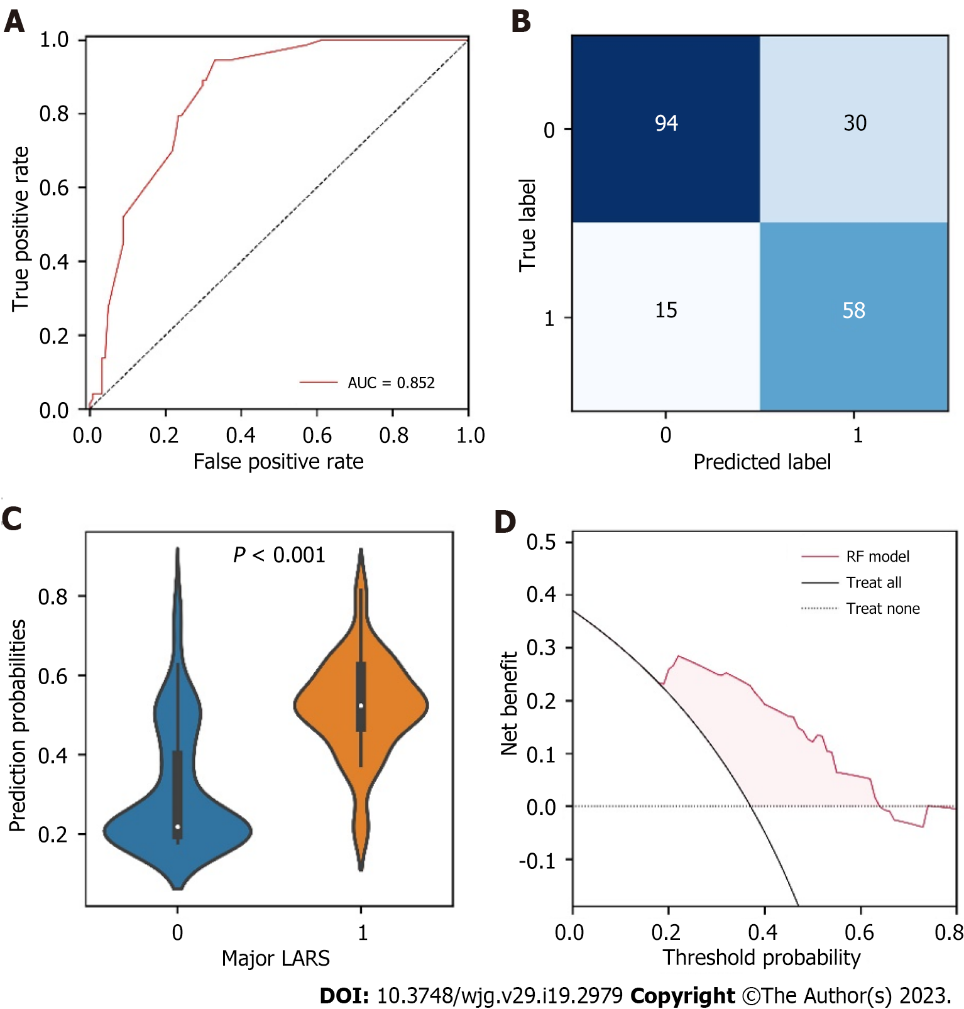 A
1.0
0.8
0.6
0.4
0.2
0.0
True positive rate
AUC = 0.852
0.0 0.2 0.4 0.6 0.8 1.0
False positive rate
B
0
1
True label
94 30
15 58
0 1
Predicted label
C
P < 0.001
0.8
0.6
0.4
0.2
Prediction probabilities
0 1
Major LARS
D
0.5
0.4
0.3
0.2
0.1
0.0
-0.1
Net benefit
RF model
Treat all
Treat none
0.0 0.2 0.4 0.6 0.8
Threshold probability
DOI: 10.3748/wjg.v29.i19.2979 Copyright ©The Author(s) 2023.